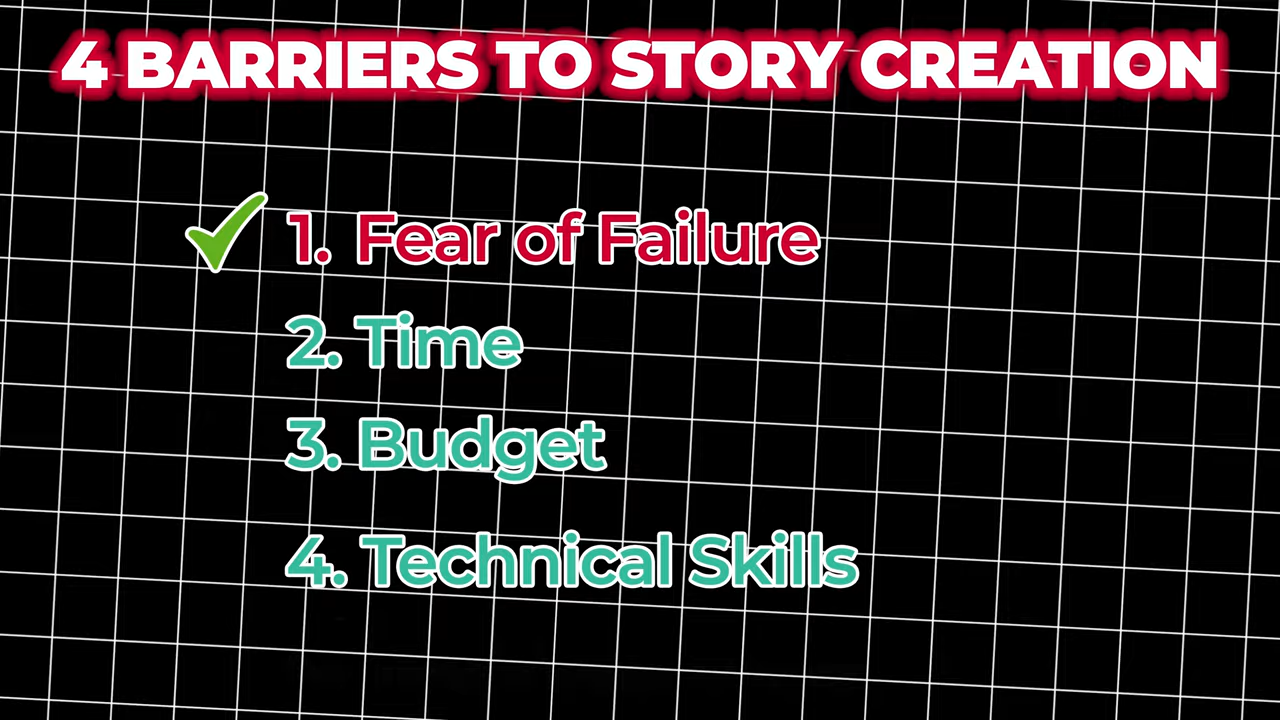 4 BARRIERS TO STORY CREATION
1. Fear of Failure
2. Time
3. Budget
4. Technical Skills